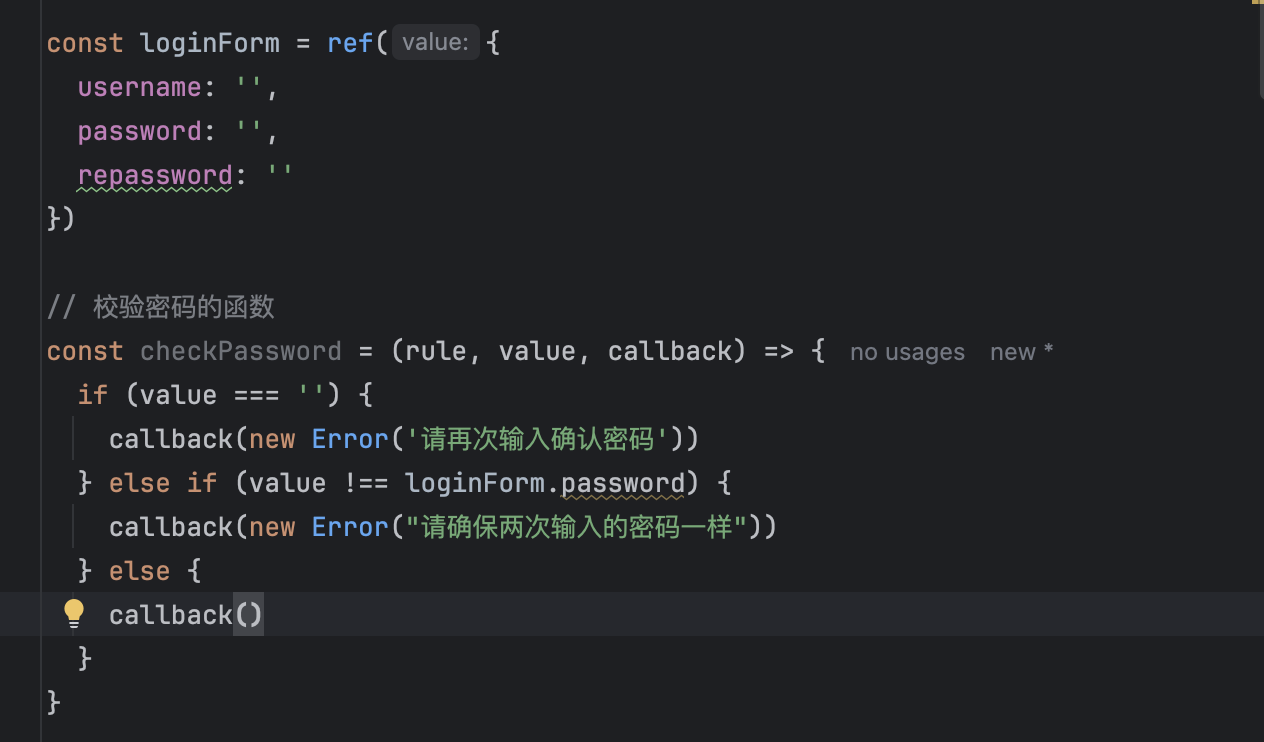 const loginForm = ref( value: {
  username: '',
  password: '',
  repassword: ''
})
// 校验密码的函数
const checkPassword = (rule, value, callback) => { no usages new *
  if (value === '') {
    callback(new Error('请再次输入确认密码'))
  } else if (value !== loginForm.password) {
    callback(new Error("请确保两次输入的密码一样"))
  } else {
    callback()
  }
}